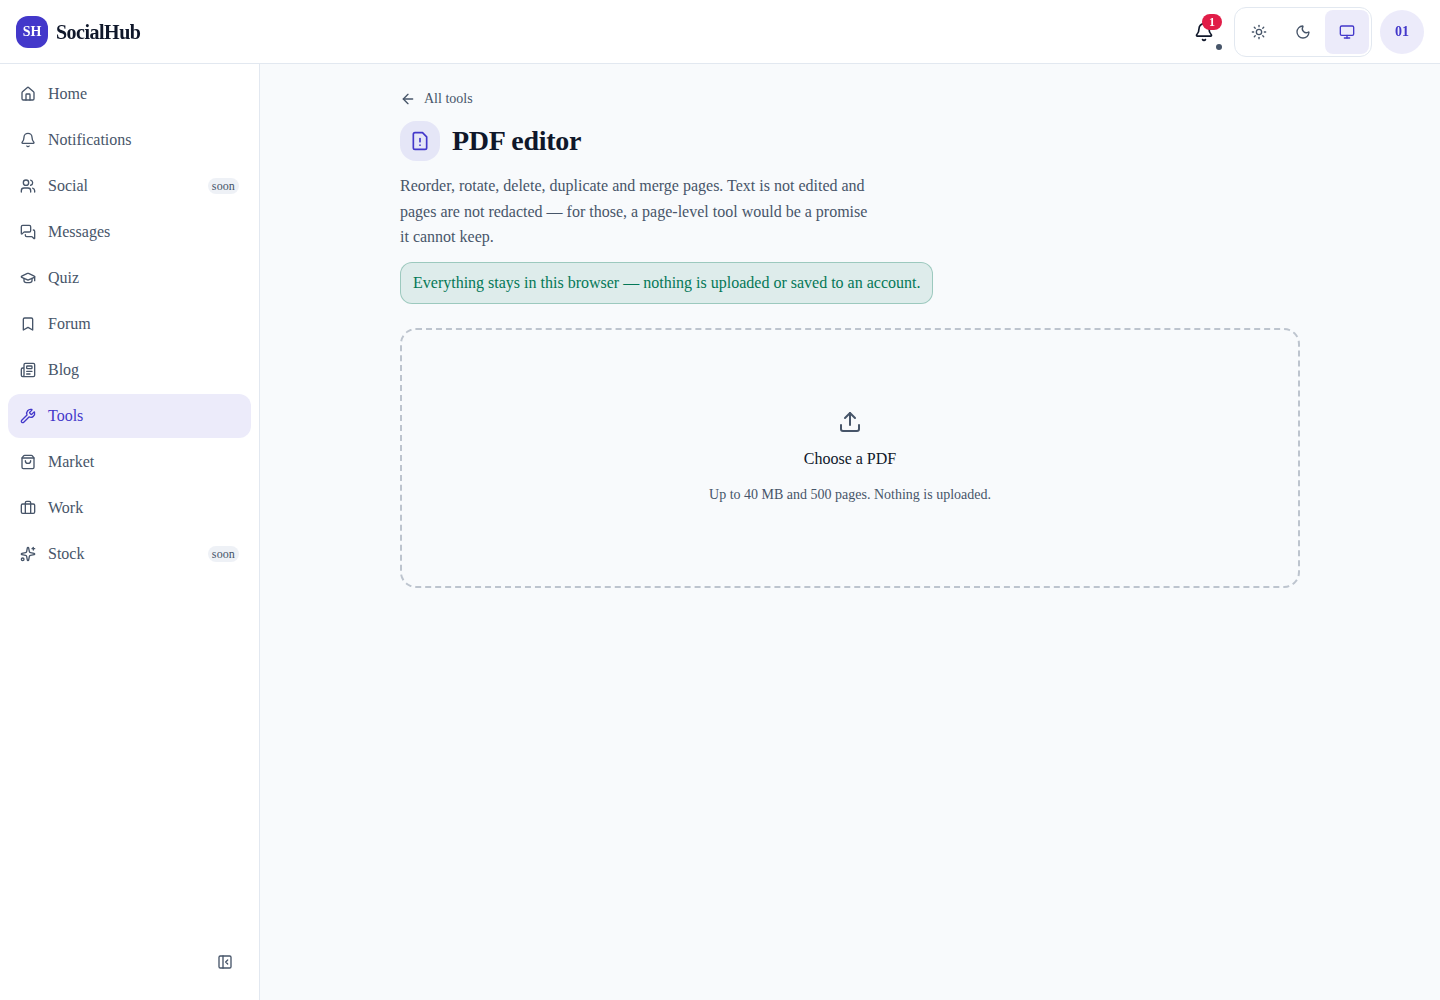 SH SocialHub
1
01
Home
Notifications
Social soon
Messages
Quiz
Forum
Blog
Tools
Market
Work
Stock soon
All tools
PDF editor
Reorder, rotate, delete, duplicate and merge pages. Text is not edited and
pages are not redacted — for those, a page-level tool would be a promise
it cannot keep.
Everything stays in this browser — nothing is uploaded or saved to an account.
Choose a PDF
Up to 40 MB and 500 pages. Nothing is uploaded.